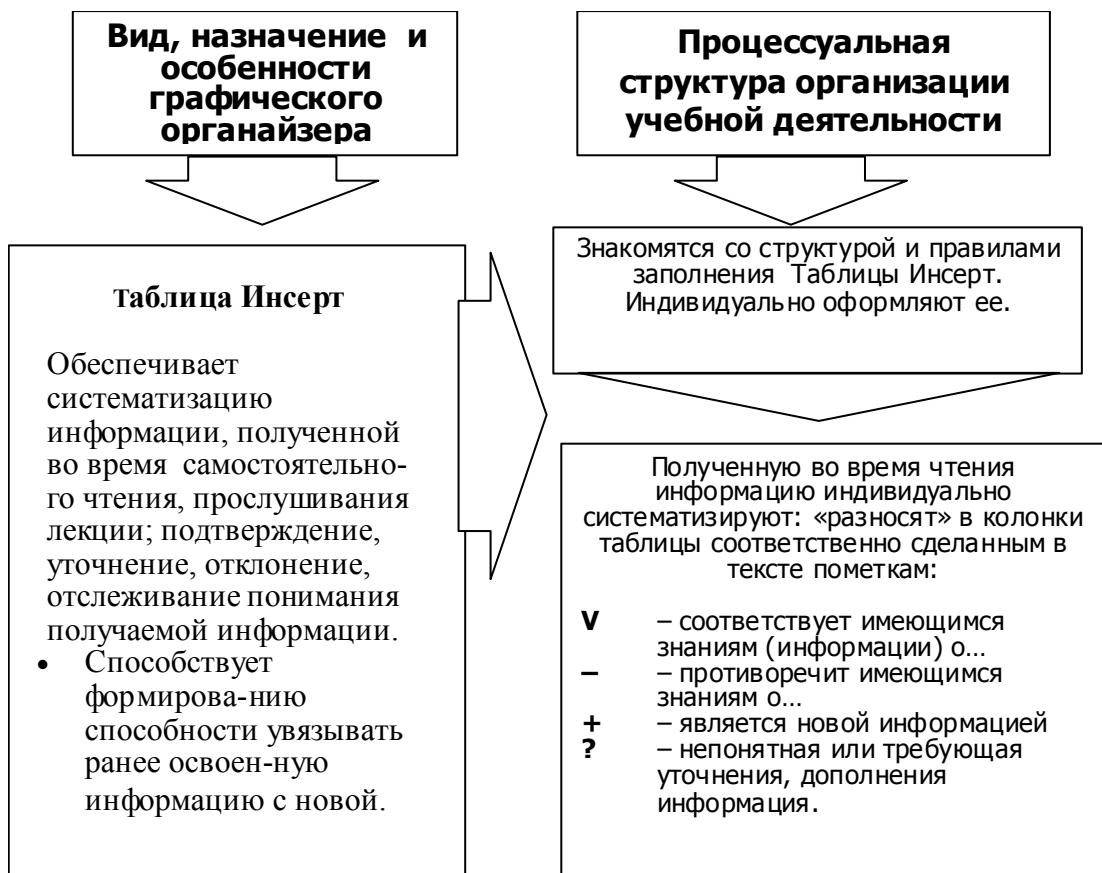 Вид, назначение и
особенности
графического
органайзера
Процессуальная
структура организации
учебной деятельности
Таблица Инсерт
Обеспечивает
систематизацию
информации, полученной
во время самостоятельно-
го чтения, прослушивания
лекции; подтверждение,
уточнение, отклонение,
отслеживание понимания
получаемой информации.
• Способствует
формирова-нию
способности увязывать
ранее освоен-ную
информацию с новой.
Знакомятся со структурой и правилами
заполнения Таблицы Инсерт.
Индивидуально оформляют ее.
Полученную во время чтения
информацию индивидуально
систематизируют: «разносят» в колонки
таблицы соответственно сделанным в
тексте пометкам:
V – соответствует имеющимся
знаниям (информации) о...
– – противоречит имеющимся
знаниям о...
+ – является новой информацией
? – непонятная или требующая
уточнения, дополнения
информация.